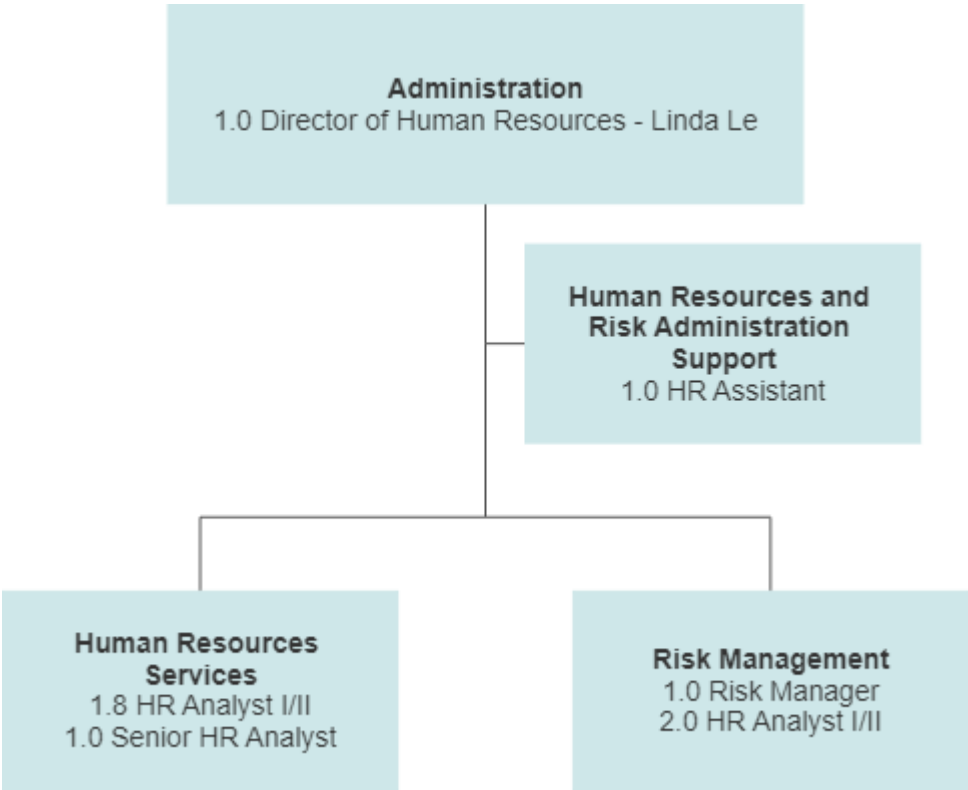 Administration
1.0 Director of Human Resources - Linda Le
Human Resources and
Risk Administration
Support
1.0 HR Assistant
Human Resources
Services
1.8 HR Analyst I/II
1.0 Senior HR Analyst
Risk Management
1.0 Risk Manager
2.0 HR Analyst I/II